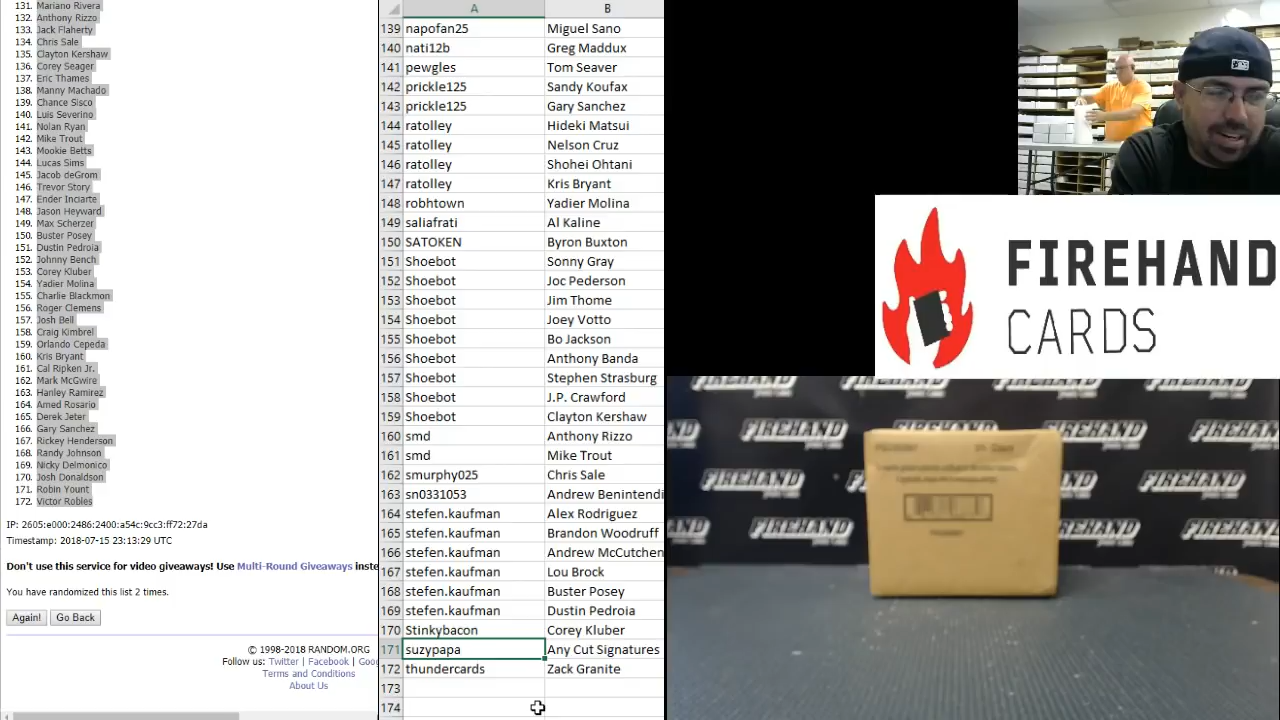 131. Mariano Rivera
132. Anthony Rizzo
133. Jack Flaherty
134. Chris Sale
135. Clayton Kershaw
136. Corey Seager
137. Eric Thames
138. Manny Machado
139. Chance Sisco
140. Luis Severino
141. Nolan Ryan
142. Mike Trout
143. Mookie Betts
144. Lucas Sims
145. Jacob deGrom
146. Trevor Story
147. Ender Inciarte
148. Jason Heyward
149. Max Scherzer
150. Buster Posey
151. Dustin Pedroia
152. Johnny Bench
153. Corey Kluber
154. Yadier Molina
155. Charlie Blackmon
156. Roger Clemens
157. Josh Bell
158. Craig Kimbrel
159. Orlando Cepeda
160. Kris Bryant
161. Cal Ripken Jr.
162. Mark McGwire
163. Hanley Ramirez
164. Amed Rosario
165. Derek Jeter
166. Gary Sanchez
167. Rickey Henderson
168. Randy Johnson
169. Nicky Delmonico
170. Josh Donaldson
171. Robin Yount
172. Victor Robles
IP: 2605:e000:2486:2400:a54c:9cc3:ff72:27da
Timestamp: 2018-07-15 23:13:29 UTC
Don't use this service for video giveaways! Use Multi-Round Giveaways inste
You have randomized this list 2 times.
Again! Go Back
© 1998-2018 RANDOM.ORG
Follow us: Twitter | Facebook | Goo
Terms and Conditions
About Us
A B
139 napofan25 Miguel Sano
140 nati12b Greg Maddux
141 pewgles Tom Seaver
142 prickle125 Sandy Koufax
143 prickle125 Gary Sanchez
144 ratolley Hideki Matsui
145 ratolley Nelson Cruz
146 ratolley Shohei Ohtani
147 ratolley Kris Bryant
148 robhtown Yadier Molina
149 saliafrati Al Kaline
150 SATOKEN Byron Buxton
151 Shoebot Sonny Gray
152 Shoebot Joc Pederson
153 Shoebot Jim Thome
154 Shoebot Joey Votto
155 Shoebot Bo Jackson
156 Shoebot Anthony Banda
157 Shoebot Stephen Strasburg
158 Shoebot J.P. Crawford
159 Shoebot Clayton Kershaw
160 smd Anthony Rizzo
161 smd Mike Trout
162 smurphy025 Chris Sale
163 sn0331053 Andrew Benintendi
164 stefen.kaufman Alex Rodriguez
165 stefen.kaufman Brandon Woodruff
166 stefen.kaufman Andrew McCutchen
167 stefen.kaufman Lou Brock
168 stefen.kaufman Buster Posey
169 stefen.kaufman Dustin Pedroia
170 Stinkybacon Corey Kluber
171 suzypapa Any Cut Signatures
172 thundercards Zack Granite
173
174
FIREHAND
CARDS
FIREHAND
FIREHAND
FIREHAND
FIREHAND
FIREHAND
FIREHAND